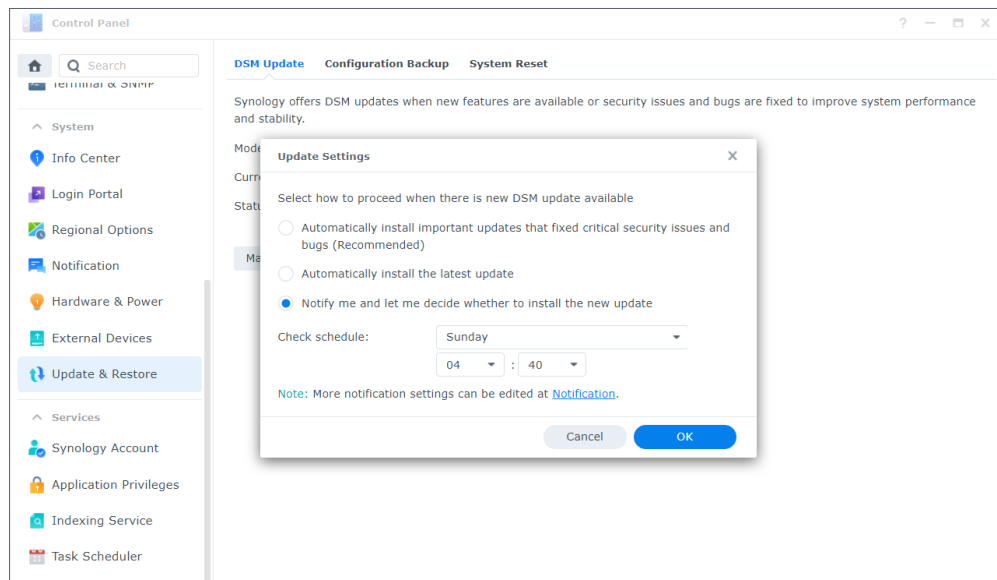 Control Panel
Search
Terminal & SNMP
System
Info Center
Login Portal
Regional Options
Notification
Hardware & Power
External Devices
Update & Restore
Services
Synology Account
Application Privileges
Indexing Service
Task Scheduler
DSM Update Configuration Backup System Reset
Synology offers DSM updates when new features are available or security issues and bugs are fixed to improve system performance
and stability.
Update Settings
Select how to proceed when there is new DSM update available
Automatically install important updates that fixed critical security issues and
bugs (Recommended)
Automatically install the latest update
Notify me and let me decide whether to install the new update
Check schedule: Sunday
04 : 40
Note: More notification settings can be edited at Notification.
Cancel OK